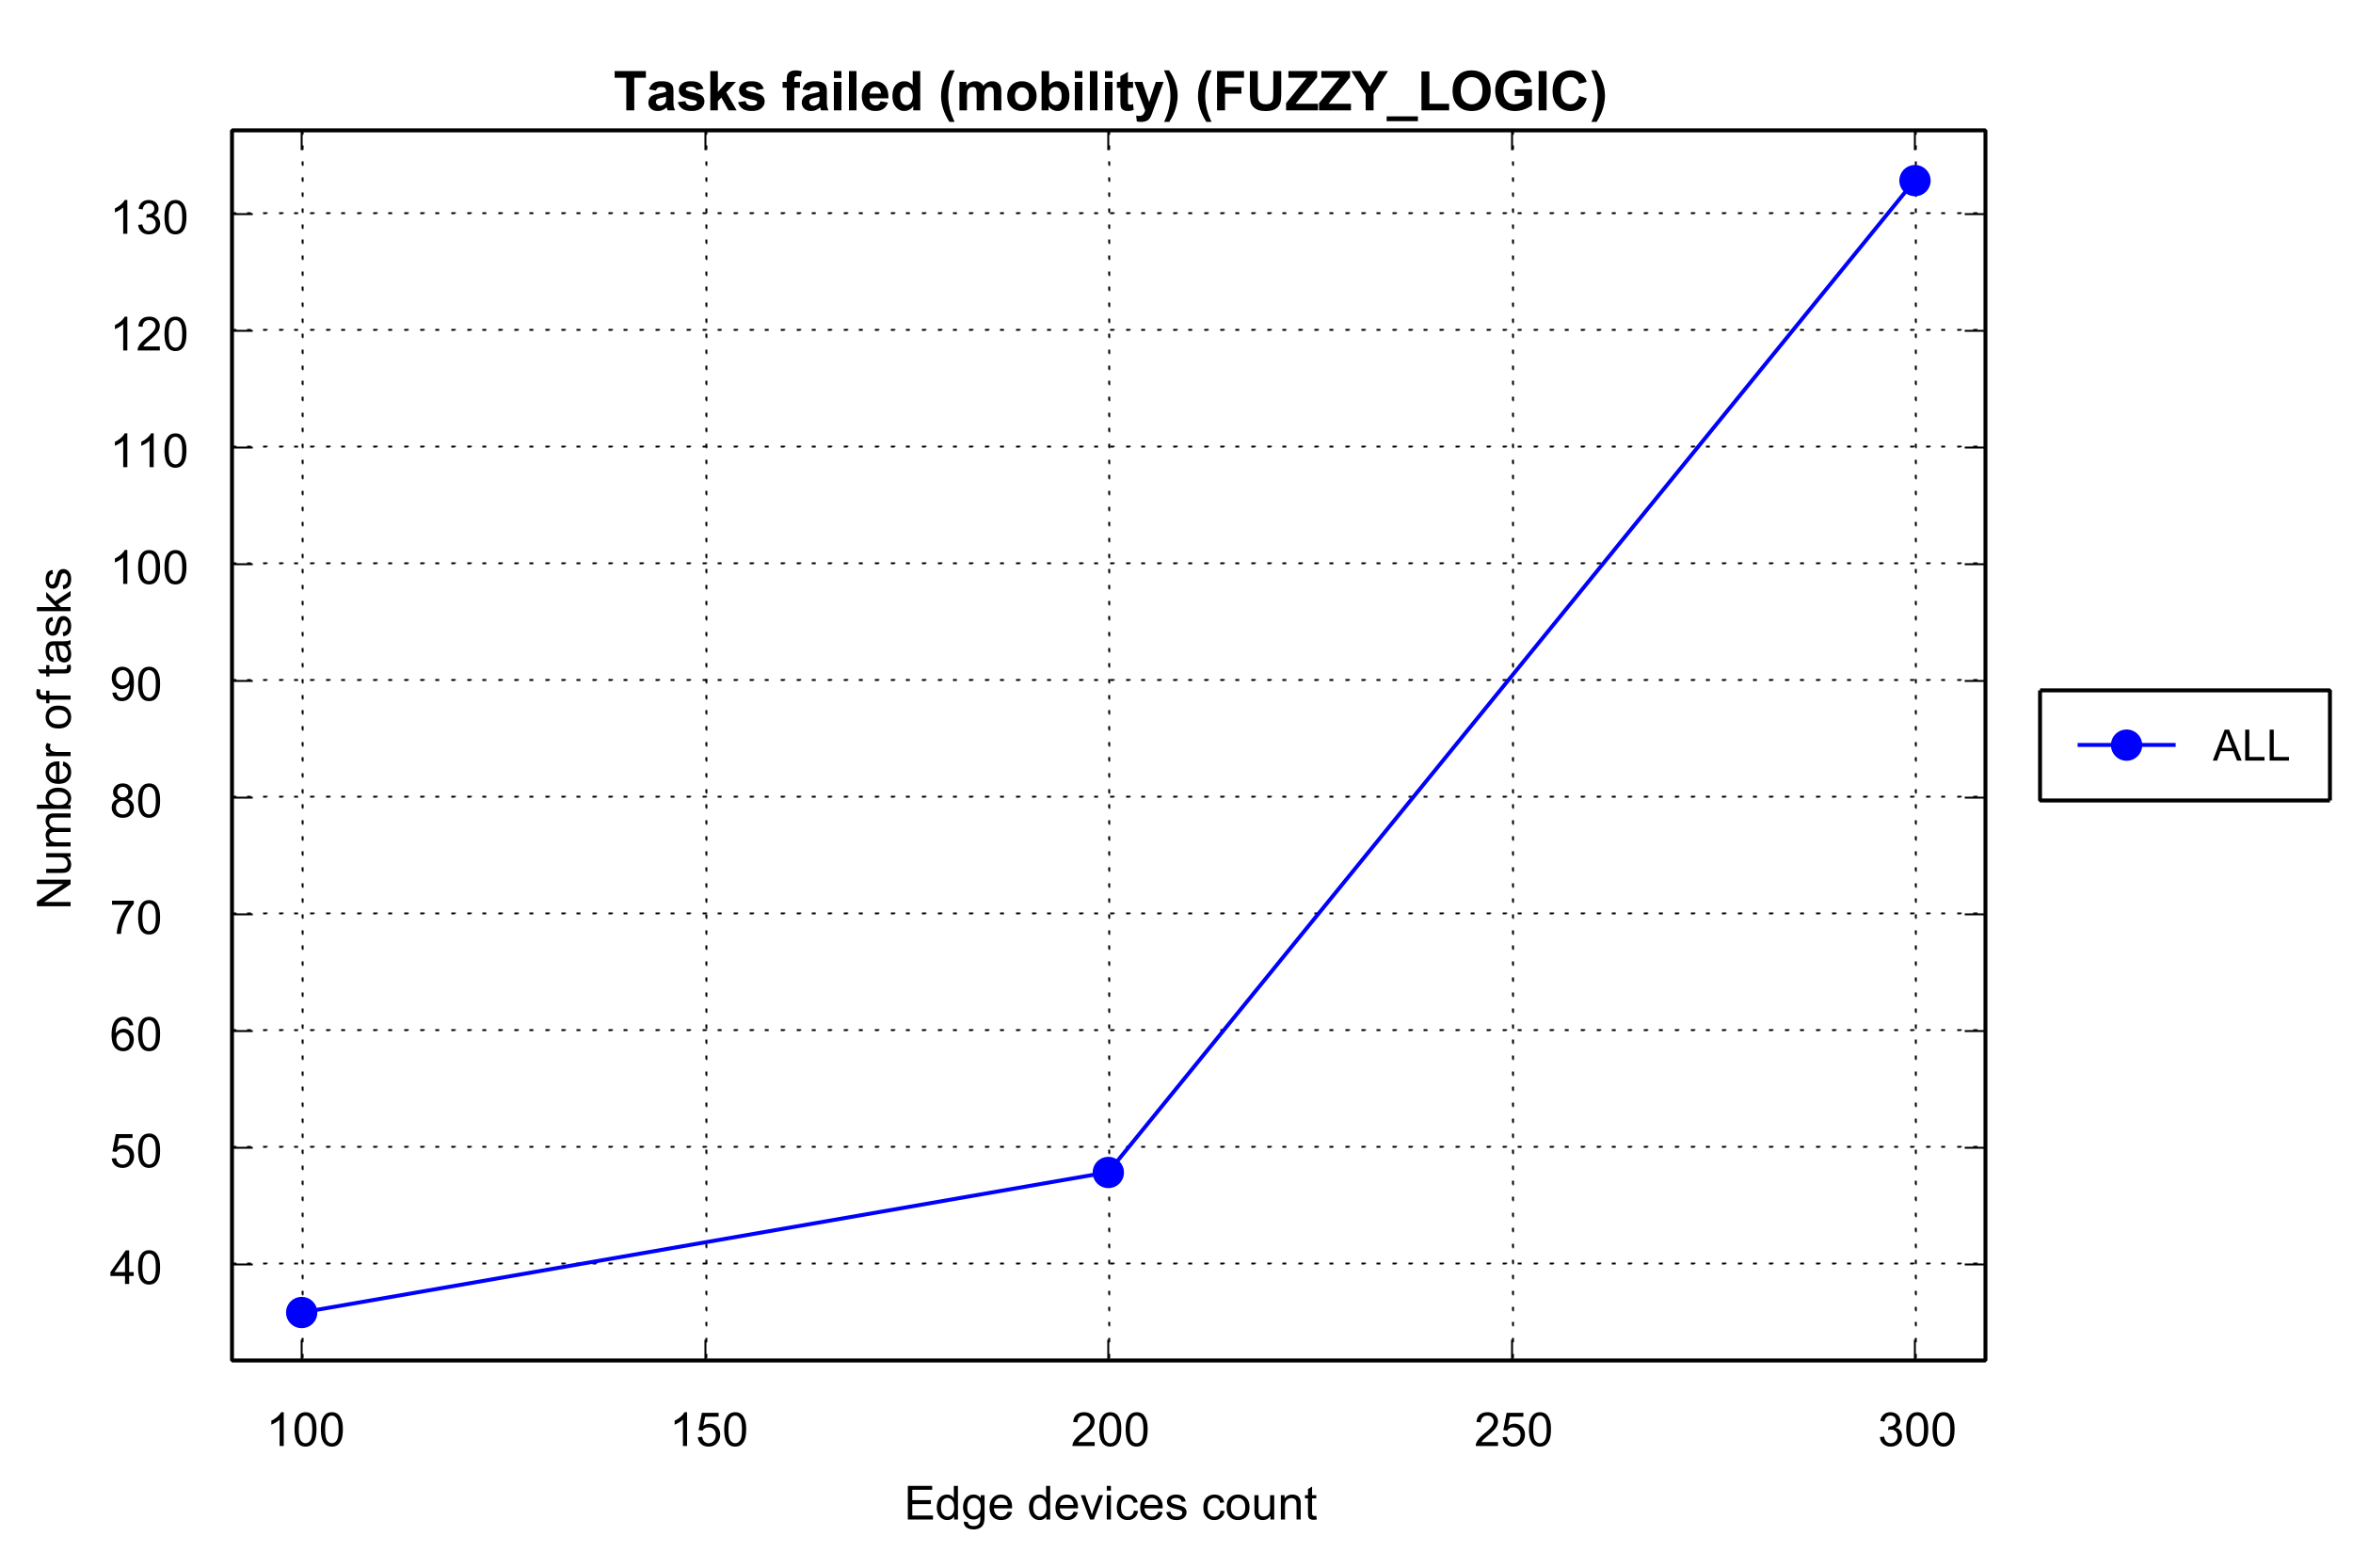 Tasks failed (mobility) (FUZZY_LOGIC)
130
120
110
100
90
80
70
60
50
40
Number of tasks
100 150 200 250 300
Edge devices count
ALL